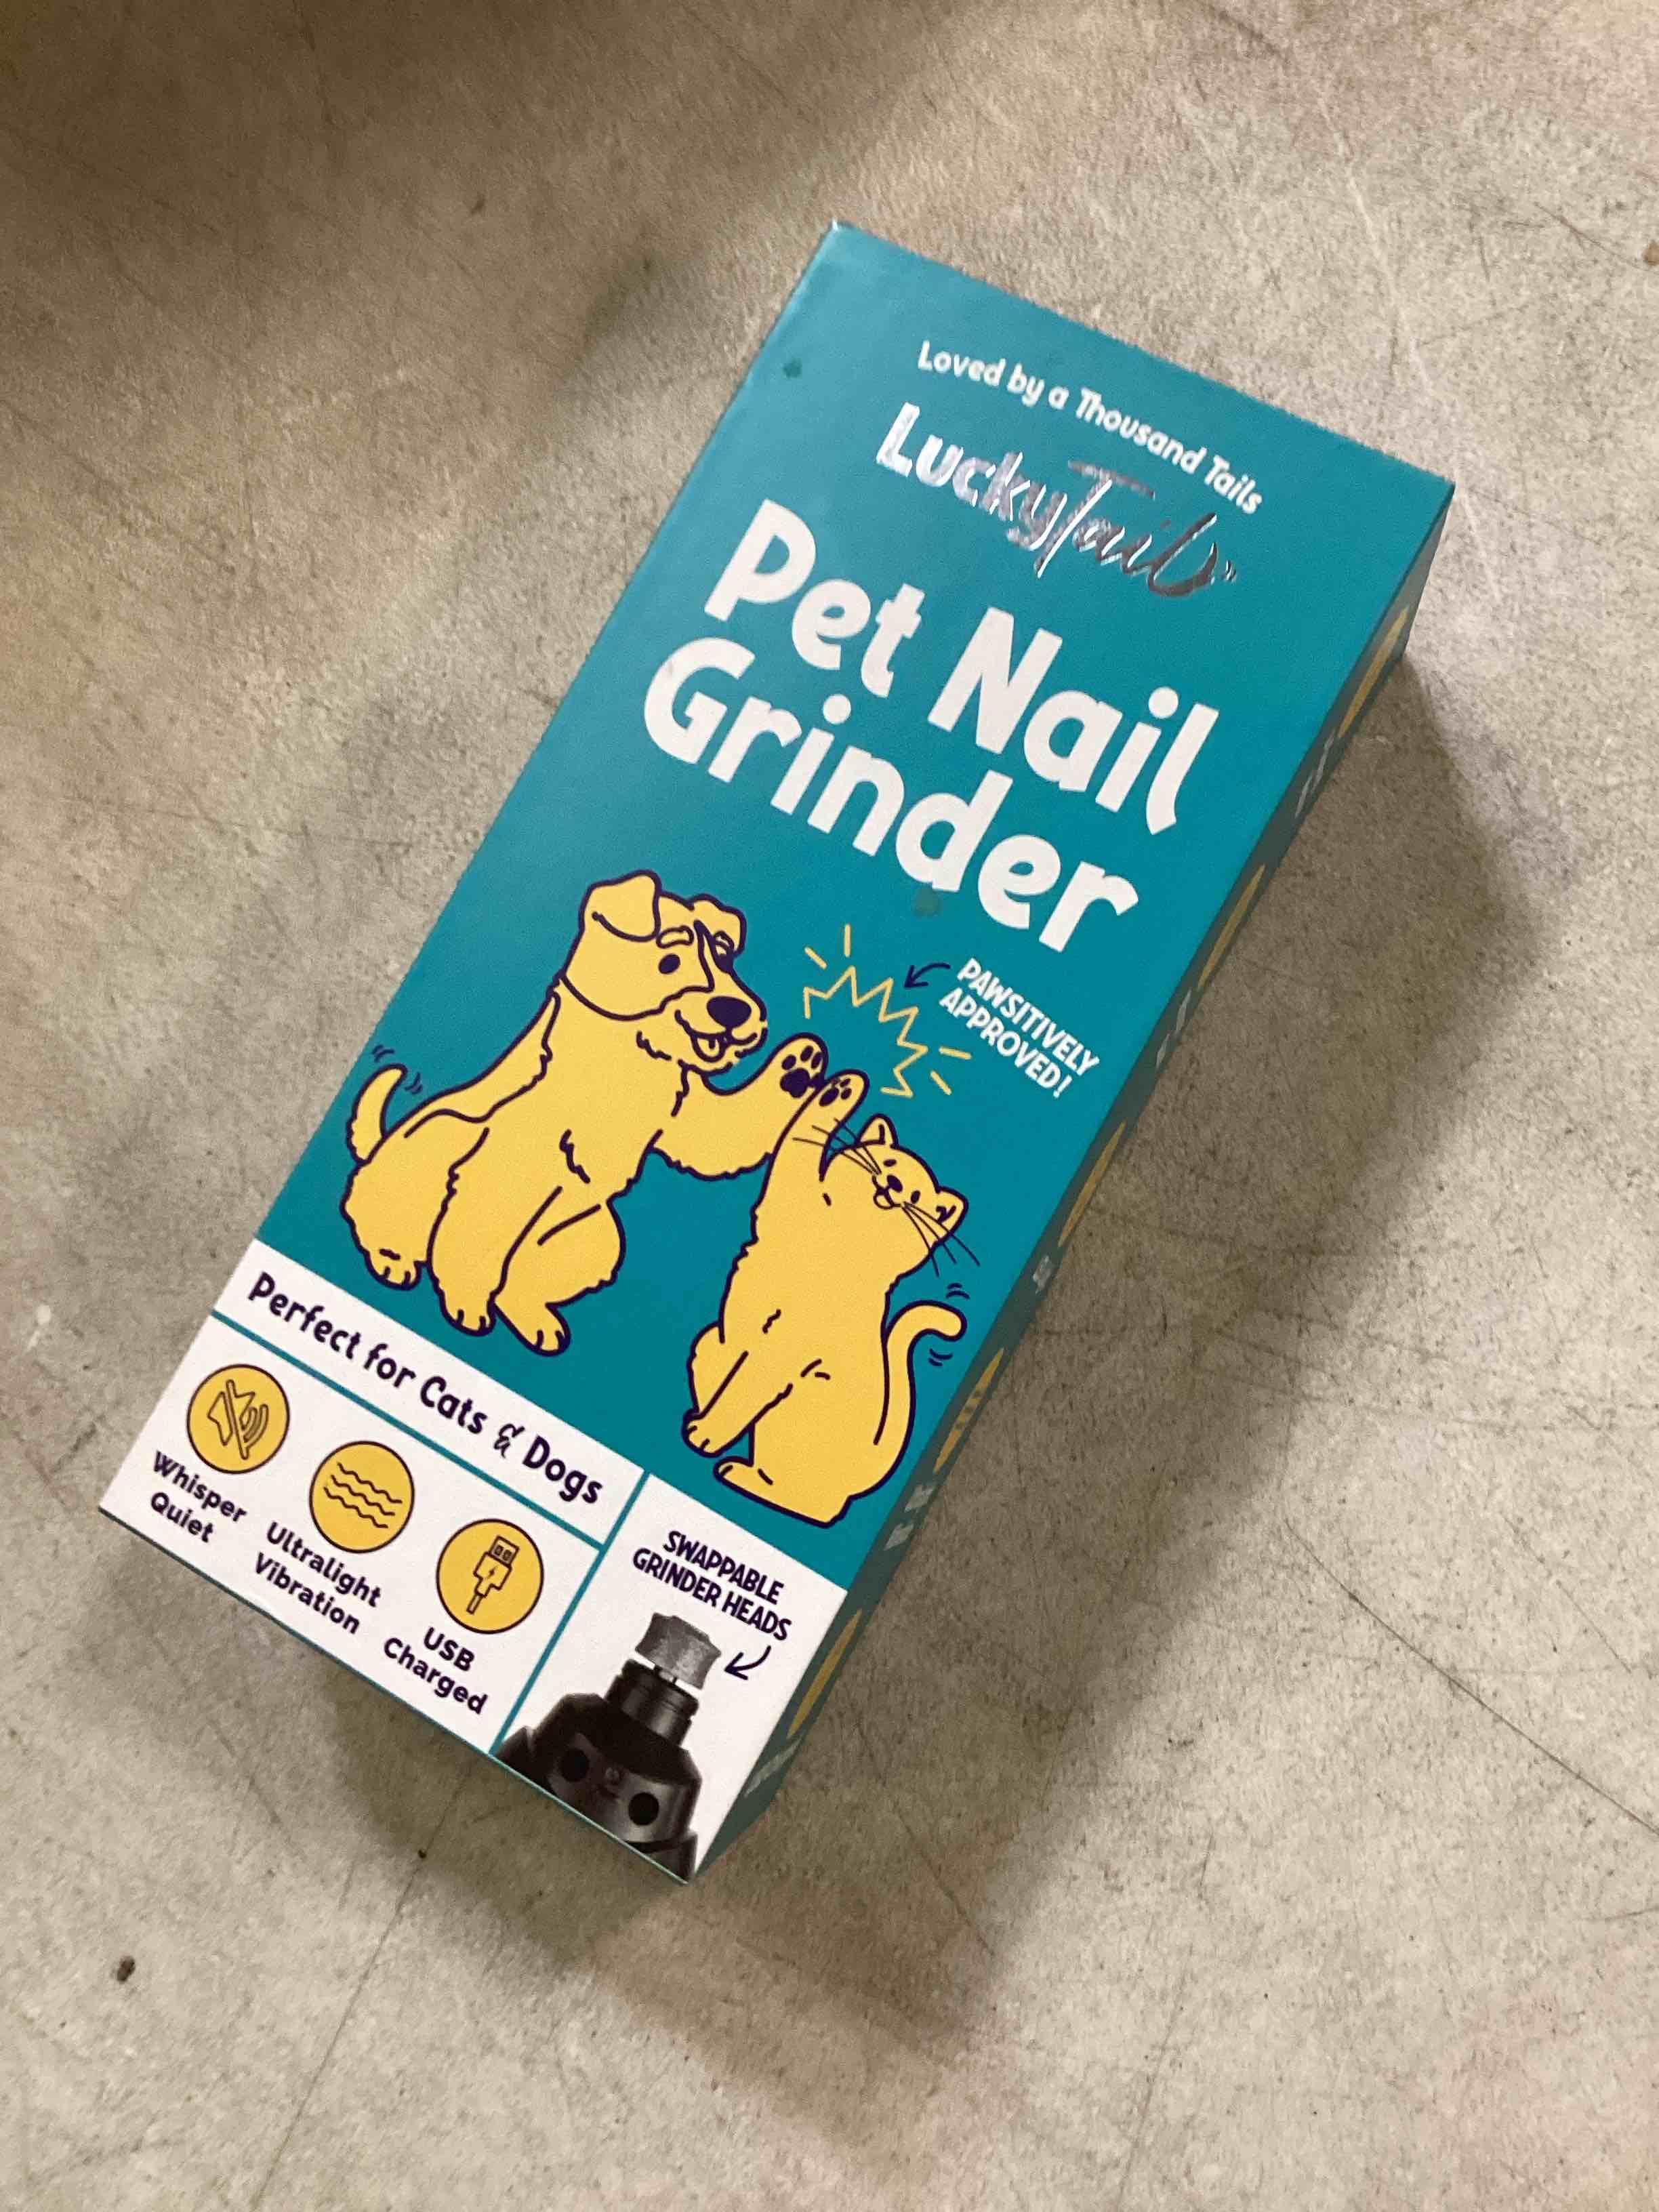 Loved by a Thousand Tails
LuckyTail
Pet Nail
Grinder
PAWSITIVELY
APPROVED!
Perfect for Cats & Dogs
Whisper
Quiet
Ultralight
Vibration
USB
Charged
SWAPPABLE
GRINDER HEADS